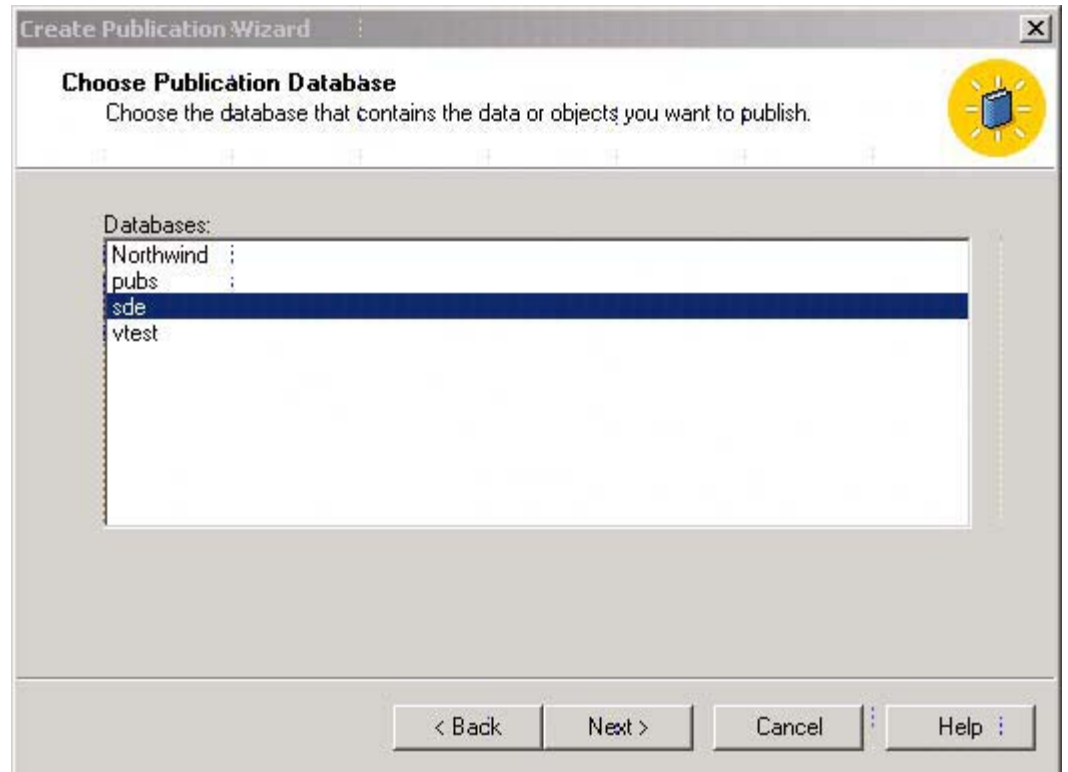 Create Publication Wizard
Choose Publication Database
Choose the database that contains the data or objects you want to publish.
Databases:
Northwind
pubs
sde
vtest
< Back
Next >
Cancel
Help